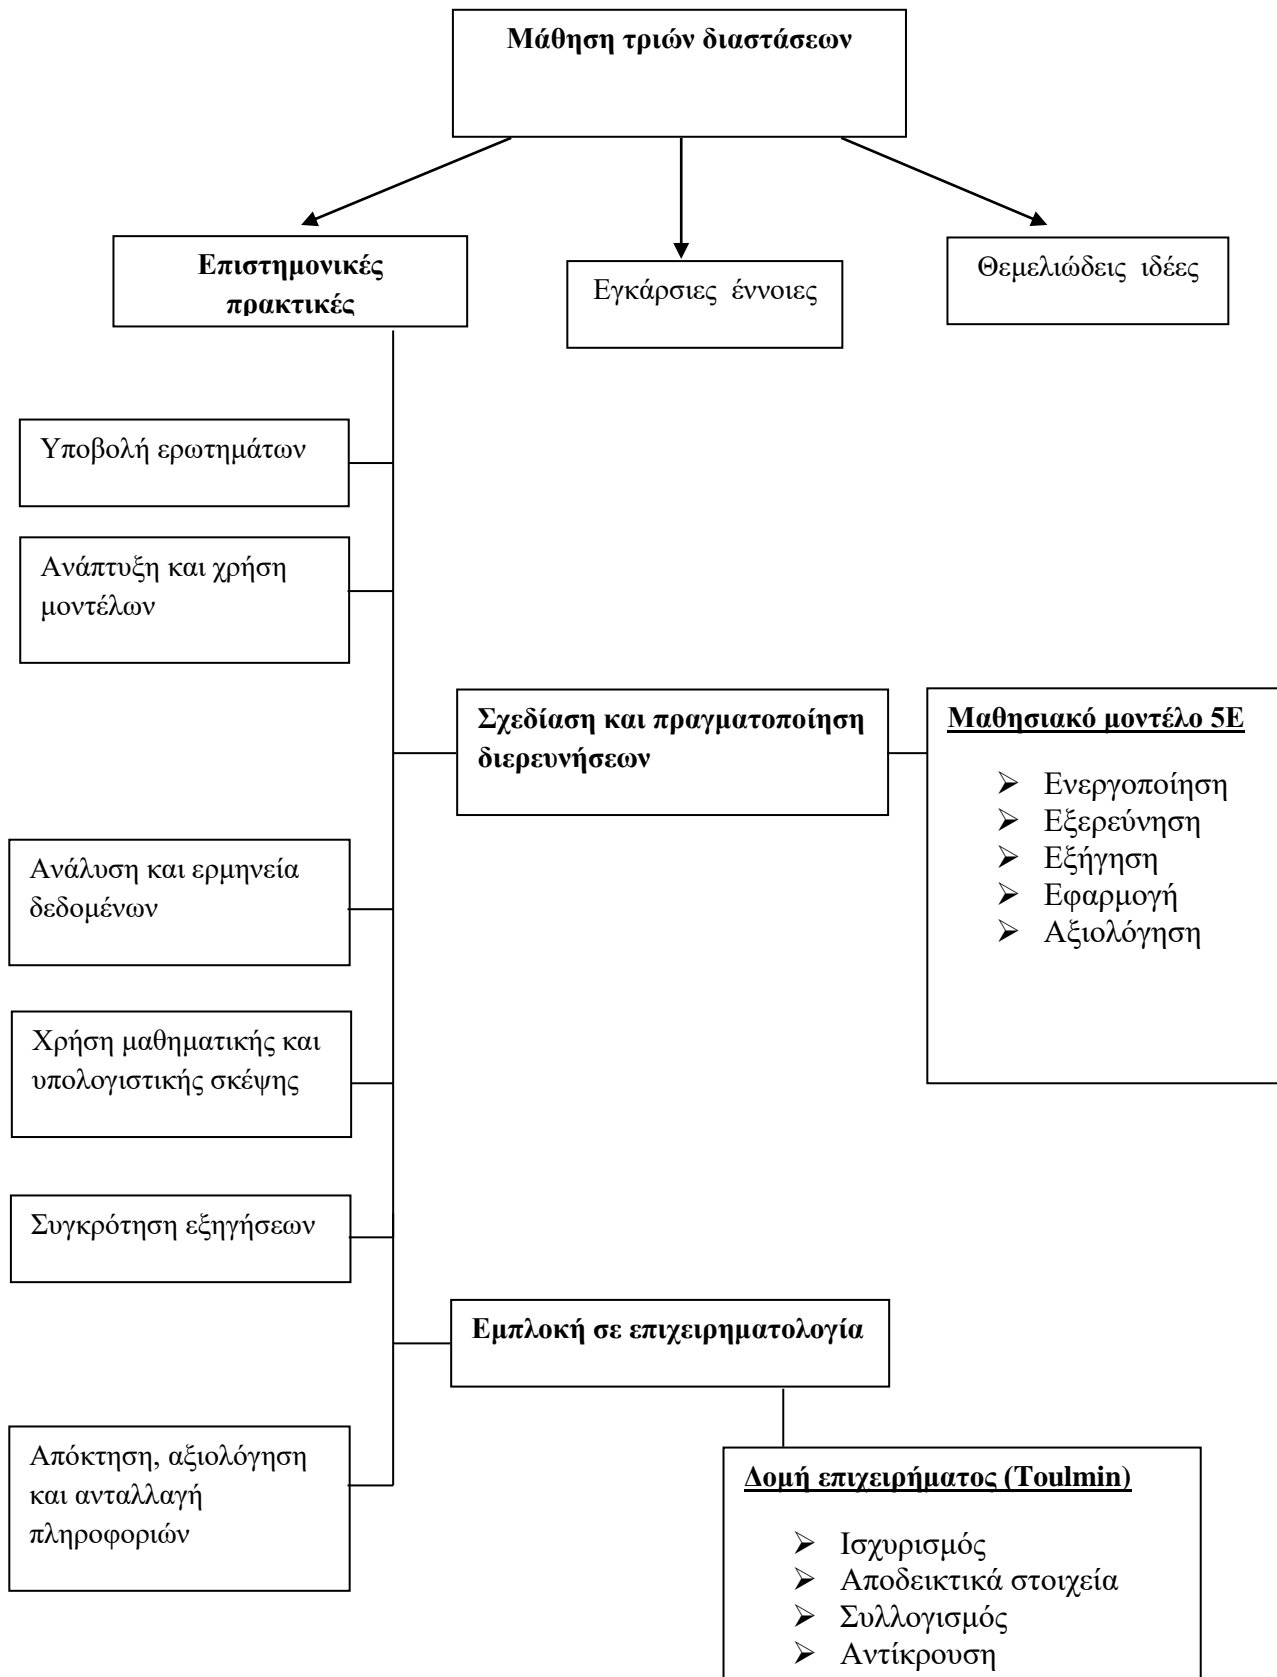 Μάθηση τριών διαστάσεων
Επιστημονικές
πρακτικές
Εγκάρσιες έννοιες
Θεμελιώδεις ιδέες
Υποβολή ερωτημάτων
Ανάπτυξη και χρήση
μοντέλων
Σχεδίαση και πραγματοποίηση
διερευνήσεων
Μαθησιακό μοντέλο 5Ε
➢ Ενεργοποίηση
➢ Εξερεύνηση
➢ Εξήγηση
➢ Εφαρμογή
➢ Αξιολόγηση
Ανάλυση και ερμηνεία
δεδομένων
Χρήση μαθηματικής και
υπολογιστικής σκέψης
Συγκρότηση εξηγήσεων
Εμπλοκή σε επιχειρηματολογία
Απόκτηση, αξιολόγηση
και ανταλλαγή
πληροφοριών
Δομή επιχειρήματος (Toulmin)
➢ Ισχυρισμός
➢ Αποδεικτικά στοιχεία
➢ Συλλογισμός
➢ Αντίκρουση